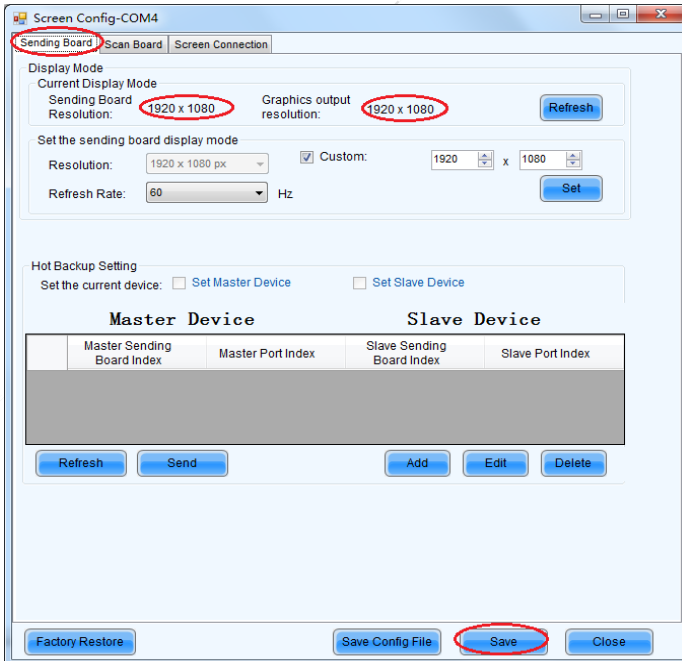 Screen Config-COM4
Sending Board Scan Board Screen Connection
Display Mode
Current Display Mode
Sending Board Resolution: 1920 x 1080 Graphics output resolution: 1920 x 1080 Refresh
Set the sending board display mode
Resolution: 1920 x 1080 px Custom: 1920 x 1080
Refresh Rate: 60 Hz Set
Hot Backup Setting
Set the current device: Set Master Device Set Slave Device
Master Device Slave Device
Master Sending Board Index Master Port Index Slave Sending Board Index Slave Port Index
Refresh Send Add Edit Delete
Factory Restore Save Config File Save Close